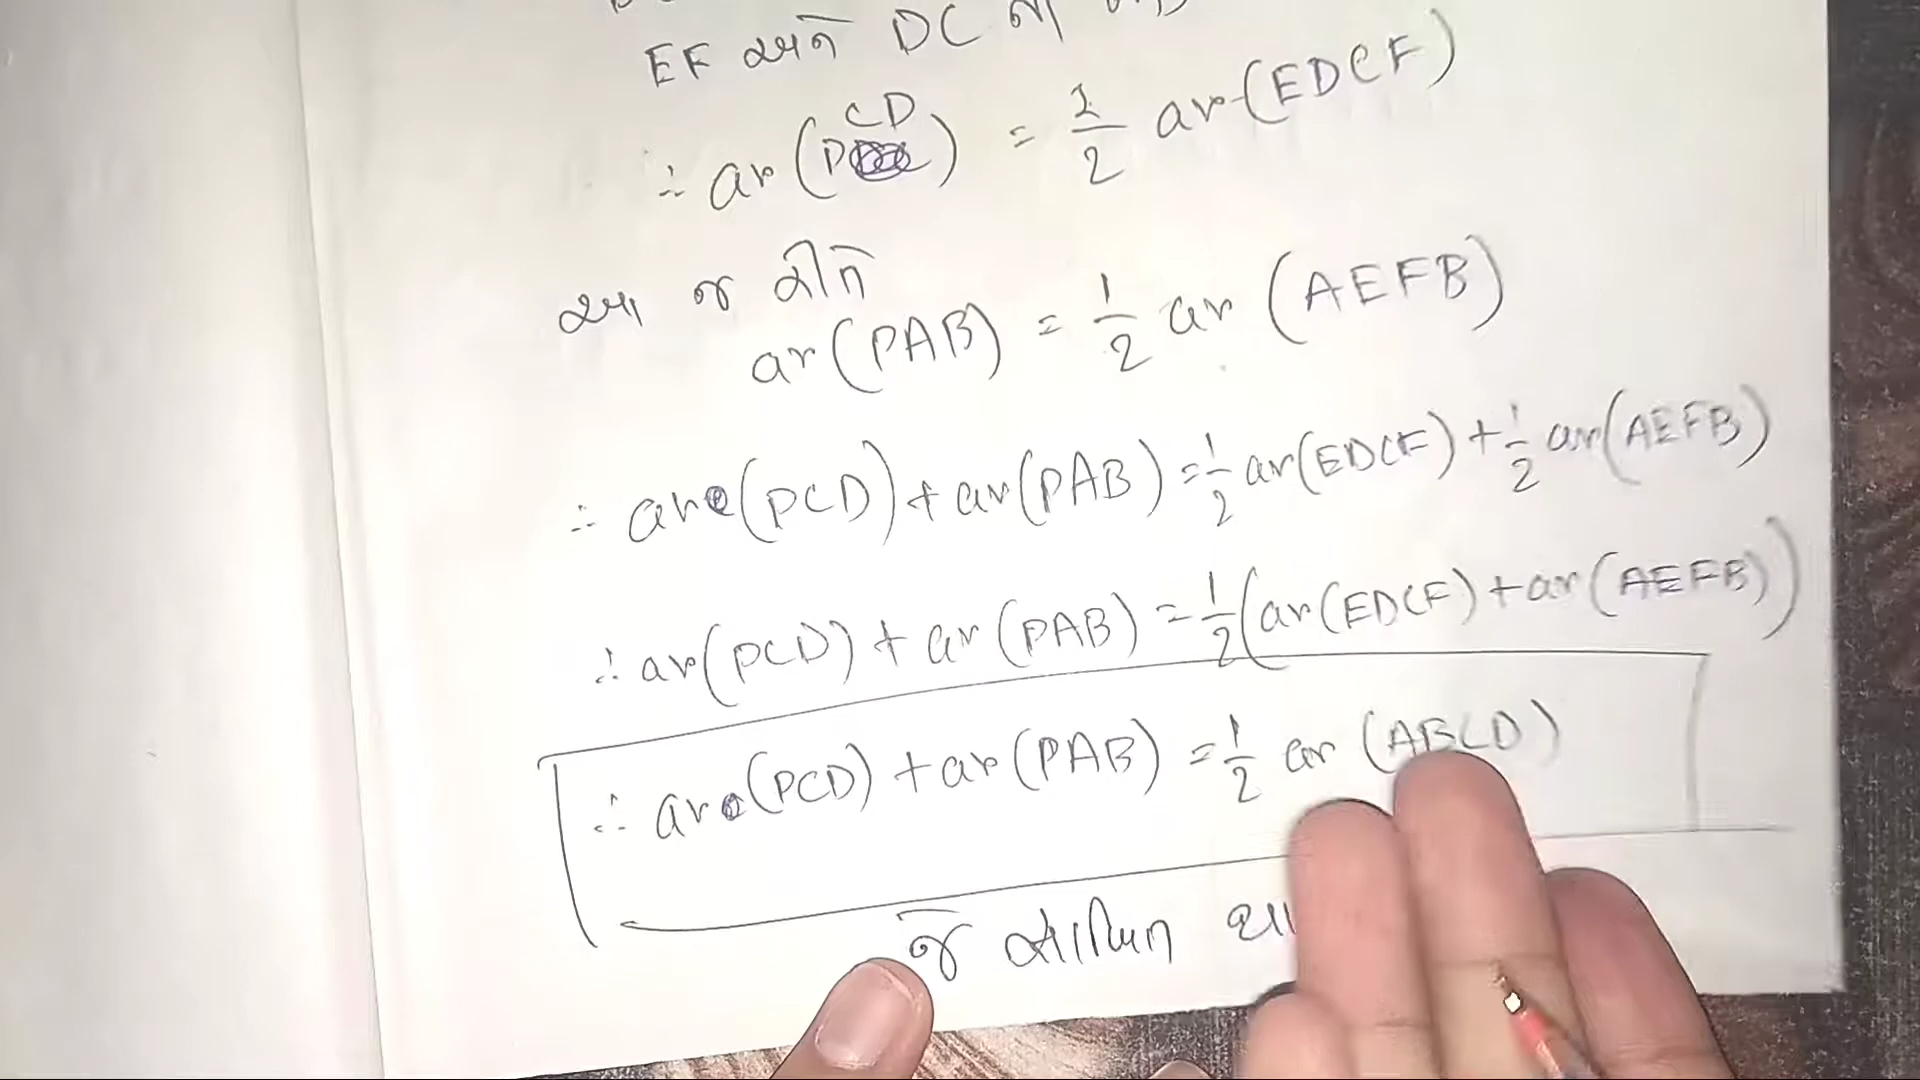 EF અને DC ની
∴ ar(PCD) = 1/2 ar(EDCF)
આ જ રીતે
ar(PAB) = 1/2 ar(AEFB)
∴ are(PCD) + ar(PAB) = 1/2 ar(EDCF) + 1/2 ar(AEFB)
∴ ar(PCD) + ar(PAB) = 1/2(ar(EDCF) + ar(AEFB))
∴ are(PCD) + ar(PAB) = 1/2 ar(ABCD)
જે સાબિત થા